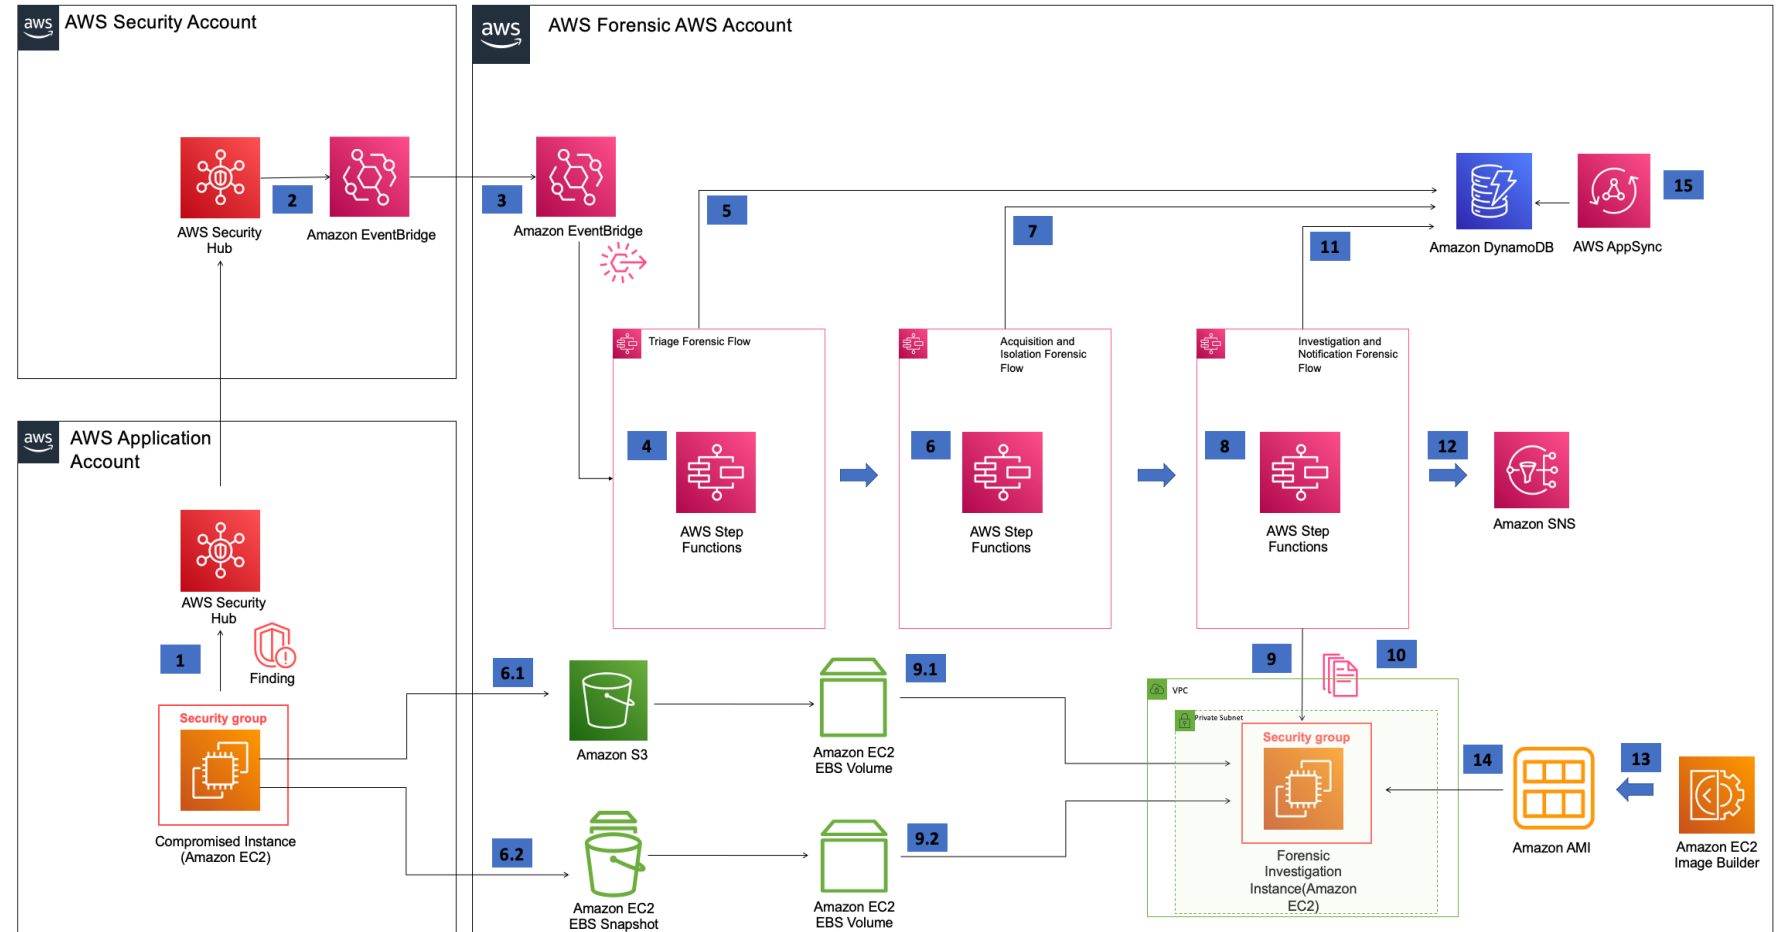 aws
AWS Security Account
aws
AWS Forensic AWS Account
2
AWS Security
Hub
Amazon EventBridge
3
Amazon EventBridge
5
7
11
15
Amazon DynamoDB
AWS AppSync
Triage Forensic Flow
Acquisition and
Isolation Forensic
Flow
Investigation and
Notification Forensic
Flow
aws
AWS Application
Account
4
AWS Step
Functions
6
AWS Step
Functions
8
AWS Step
Functions
12
Amazon SNS
AWS Security
Hub
1
Finding
Security group
Compromised Instance
(Amazon EC2)
6.1
Amazon S3
9.1
Amazon EC2
EBS Volume
6.2
Amazon EC2
EBS Snapshot
9.2
Amazon EC2
EBS Volume
9
10
VPC
Private Subnet
Security group
Forensic
Investigation
Instance(Amazon
EC2)
14
Amazon AMI
13
Amazon EC2
Image Builder